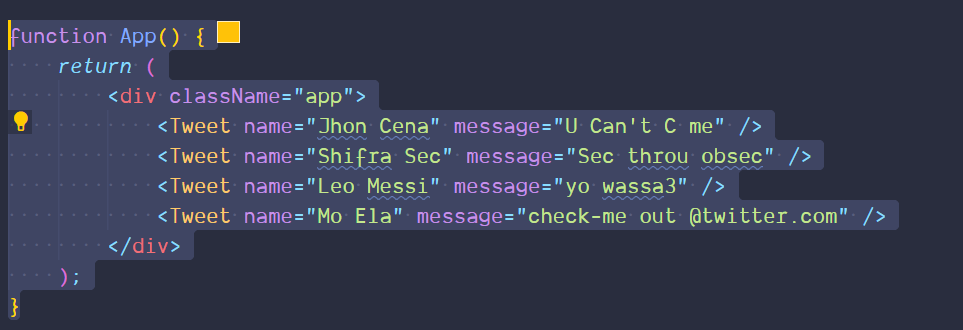 function App() {
return (
<div className="app">
<Tweet name="Jhon Cena" message="U Can't C me" />
<Tweet name="Shifra Sec" message="Sec throu obsec" />
<Tweet name="Leo Messi" message="yo wassa3" />
<Tweet name="Mo Ela" message="check-me out @twitter.com" />
</div>
);
}